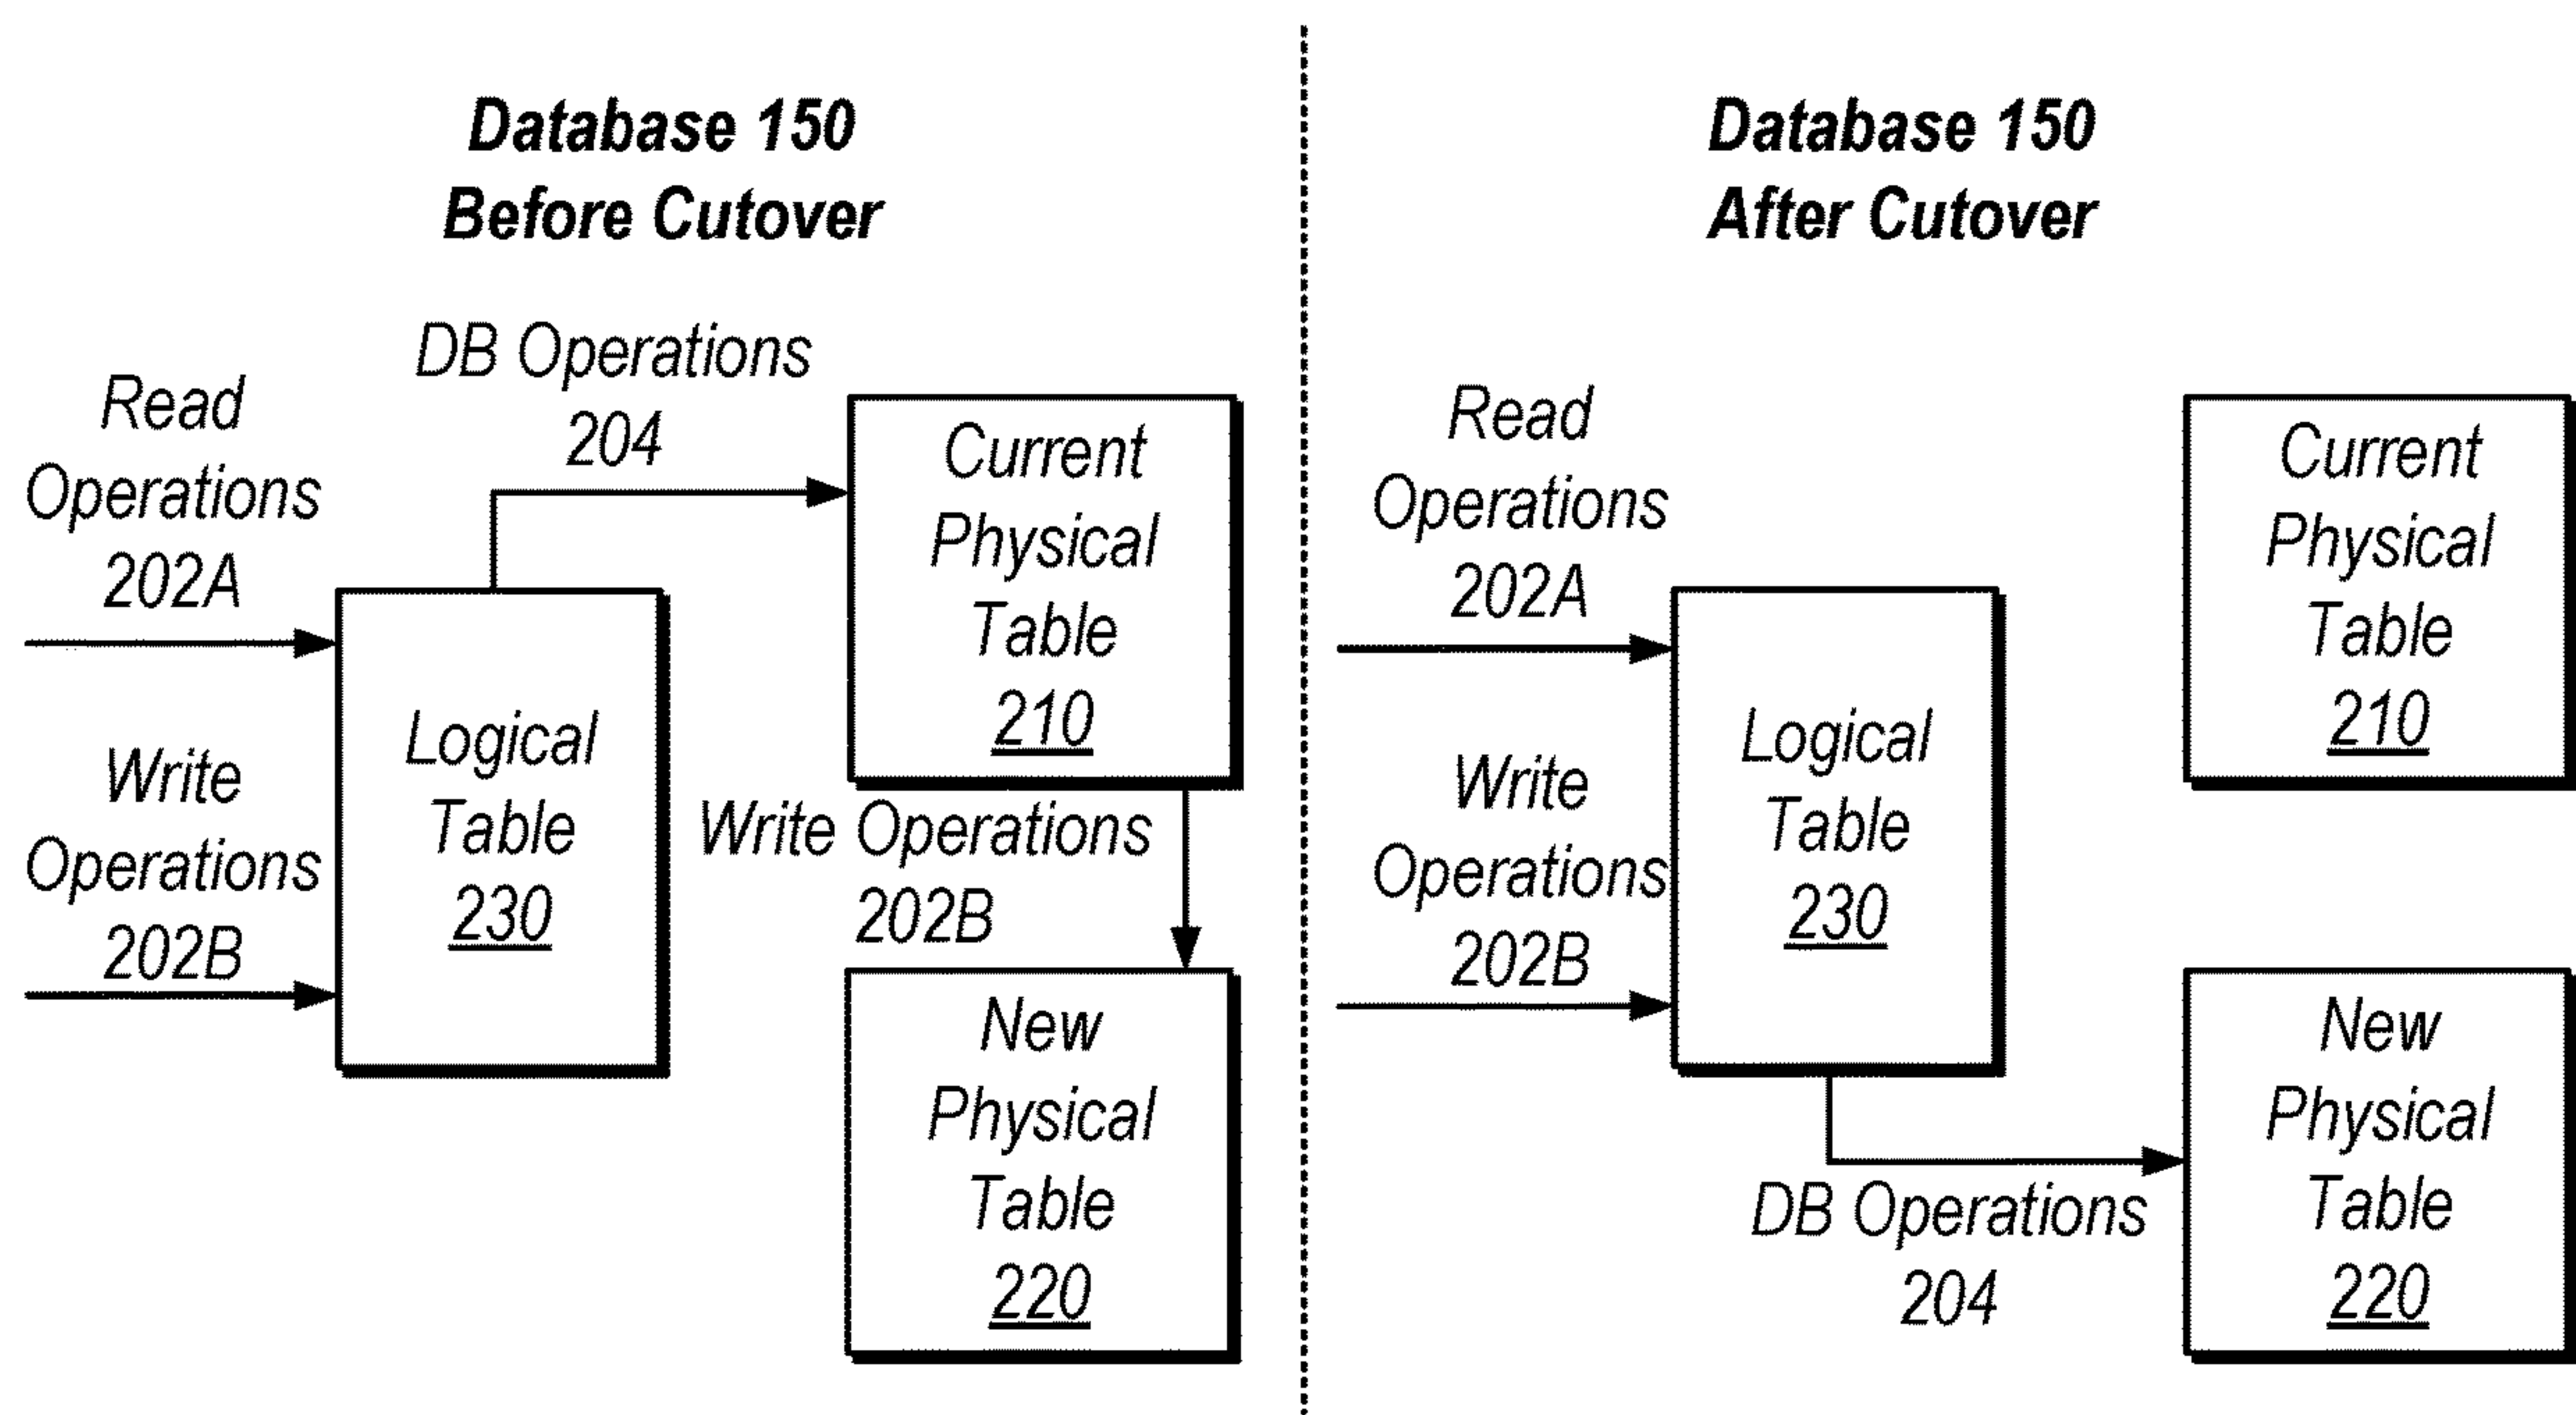 Database 150
Before Cutover
DB Operations
204
Read
Operations
202A
Write
Operations
202B
Logical
Table
230
Current
Physical
Table
210
Write Operations
202B
New
Physical
Table
220
Database 150
After Cutover
Read
Operations
202A
Write
Operations
202B
Logical
Table
230
Current
Physical
Table
210
DB Operations
204
New
Physical
Table
220